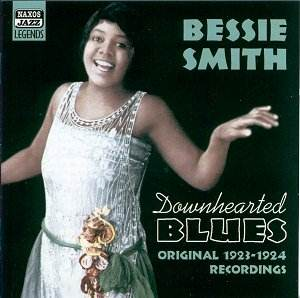 NAXOS
JAZZ
LEGENDS
BESSIE
SMITH
Downhearted
BLUES
ORIGINAL 1923-1924
RECORDINGS